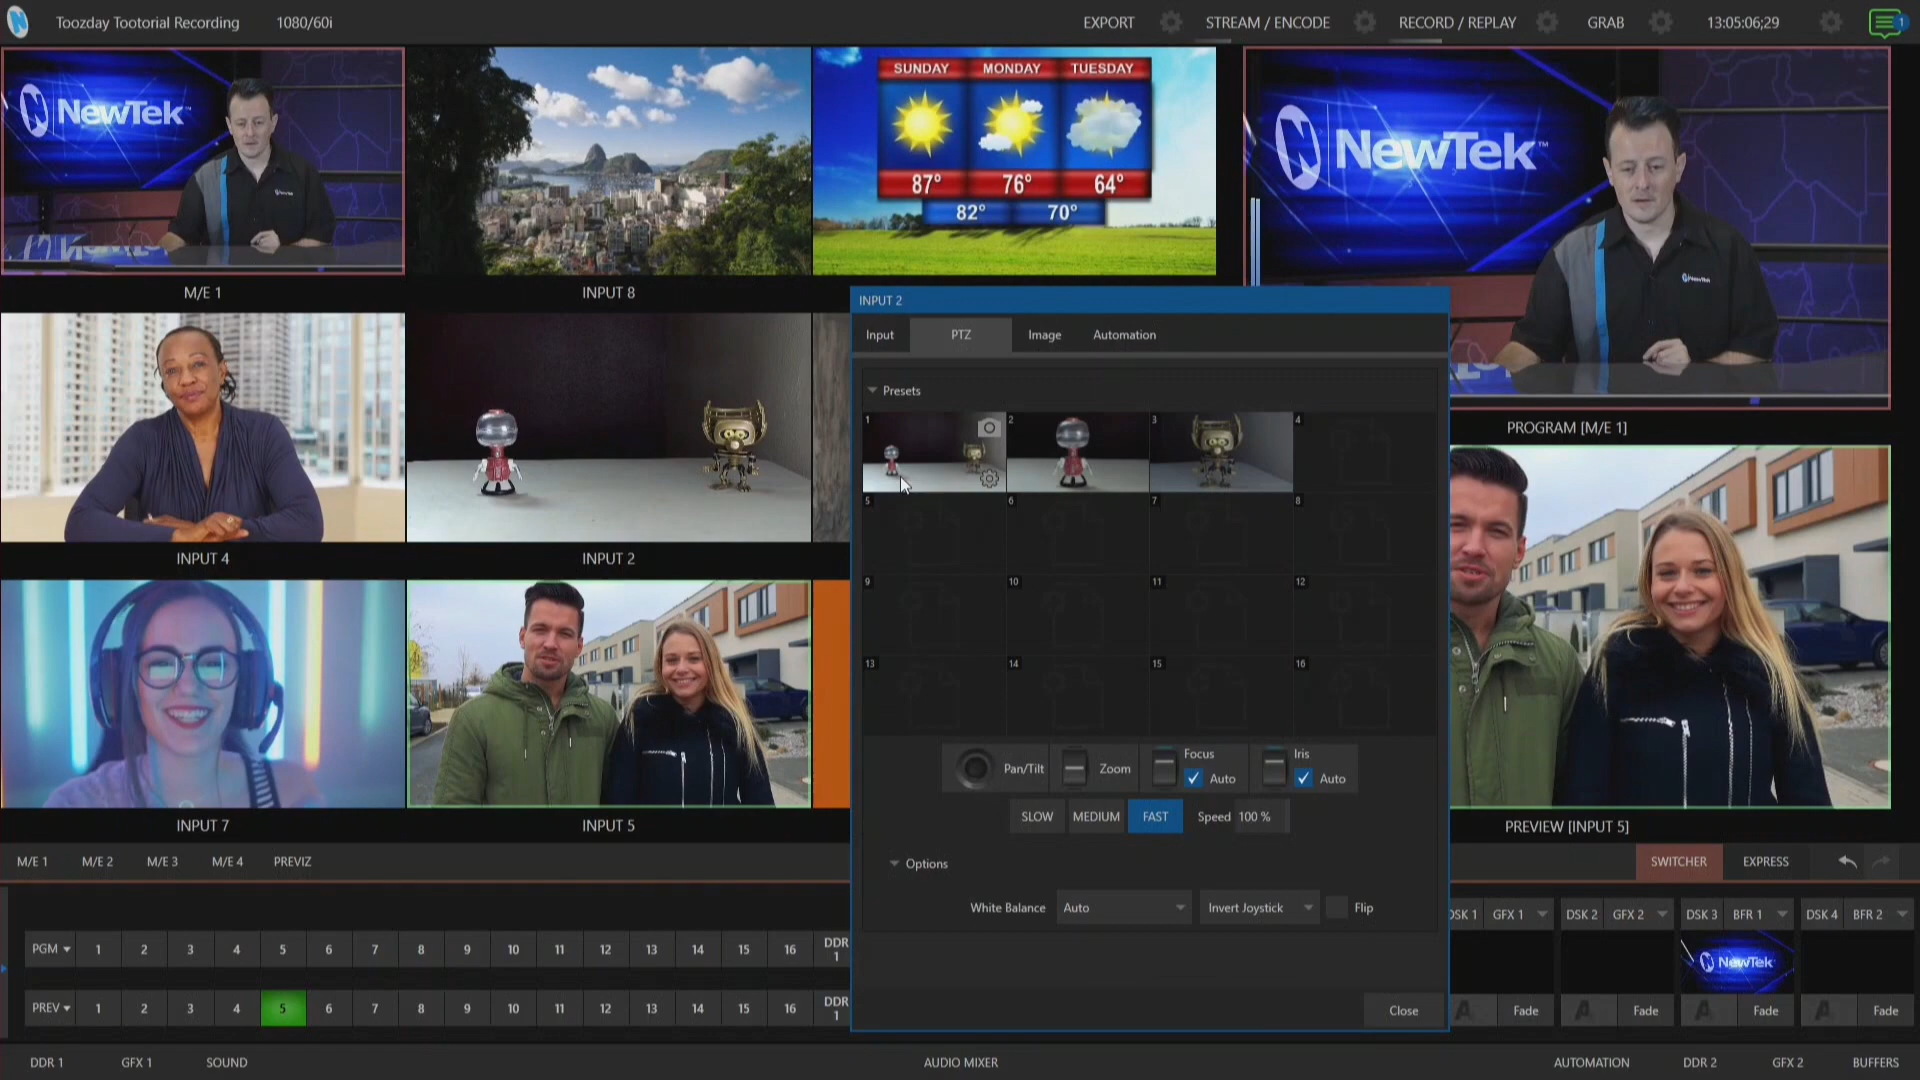 Toozday Tootorial Recording 1080/60i EXPORT STREAM / ENCODE RECORD / REPLAY GRAB 13:05:06;29 1
NewTek
SUNDAY MONDAY TUESDAY
87° 76° 64°
82° 70°
NewTek™
NewTek
M/E 1 INPUT 8
PROGRAM [M/E 1]
INPUT 4 INPUT 2
INPUT 7 INPUT 5
PREVIEW [INPUT 5]
INPUT 2
Input PTZ Image Automation
Presets
1 2 3 4
5 6 7 8
9 10 11 12
13 14 15 16
Pan/Tilt Zoom Focus Auto Iris Auto
SLOW MEDIUM FAST Speed 100 %
Options
White Balance Auto Invert Joystick Flip
Close
M/E 1 M/E 2 M/E 3 M/E 4 PREVIZ SWITCHER EXPRESS
DSK 1 GFX 1 DSK 2 GFX 2 DSK 3 BFR 1 DSK 4 BFR 2
NewTek
Fade Fade Fade Fade
PGM 1 2 3 4 5 6 7 8 9 10 11 12 13 14 15 16 DDR 1
PREV 1 2 3 4 5 6 7 8 9 10 11 12 13 14 15 16 DDR 1
DDR 1 GFX 1 SOUND AUDIO MIXER AUTOMATION DDR 2 GFX 2 BUFFERS